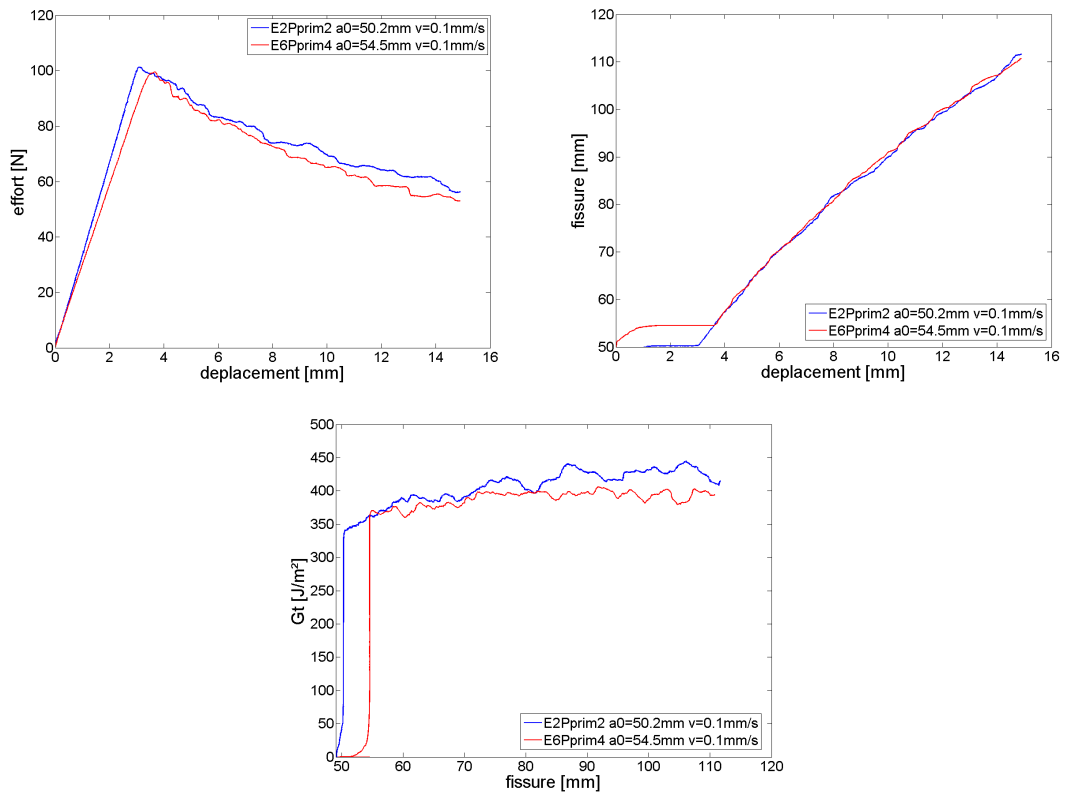 120
100
80
60
40
20
0
effort [N]
0 2 4 6 8 10 12 14 16
deplacement [mm]
E2Pprim2 a0=50.2mm v=0.1mm/s
E6Pprim4 a0=54.5mm v=0.1mm/s
120
110
100
90
80
70
60
50
fissure [mm]
0 2 4 6 8 10 12 14 16
deplacement [mm]
E2Pprim2 a0=50.2mm v=0.1mm/s
E6Pprim4 a0=54.5mm v=0.1mm/s
500
450
400
350
300
250
200
150
100
50
0
Gt [J/m²]
50 60 70 80 90 100 110 120
fissure [mm]
E2Pprim2 a0=50.2mm v=0.1mm/s
E6Pprim4 a0=54.5mm v=0.1mm/s